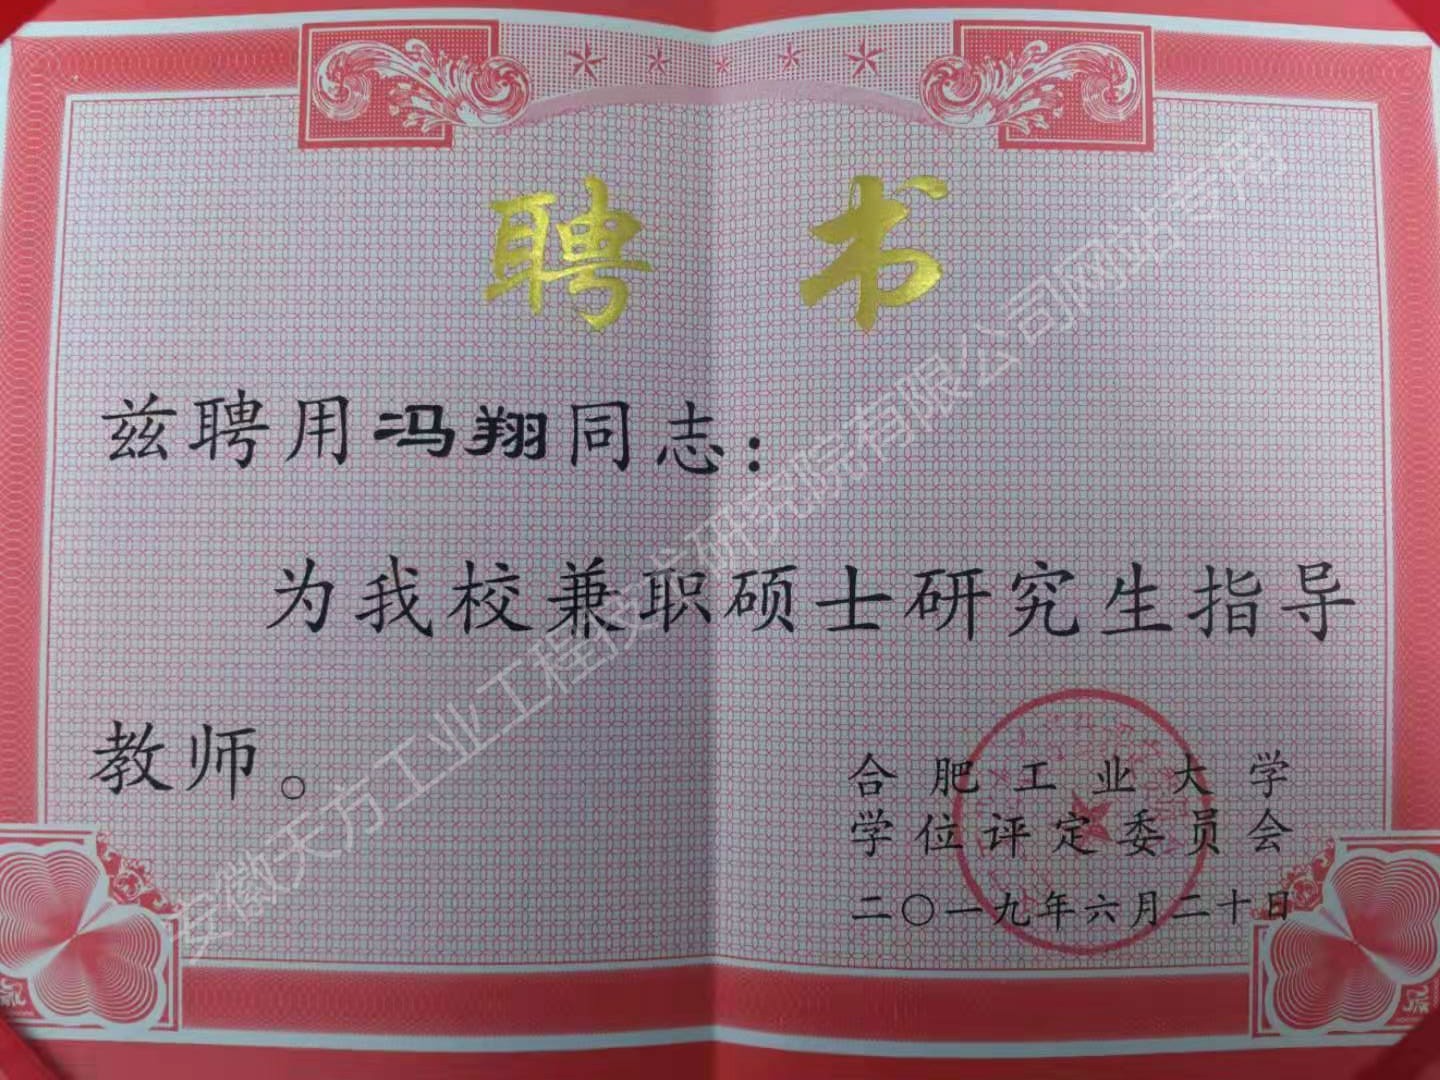 聘书
兹聘用冯翔同志：
为我校兼职硕士研究生指导
教师。
合肥工业大学
学位评定委员会
二〇一九年六月二十日
安徽天方工业工程技术研究院有限公司网站专用